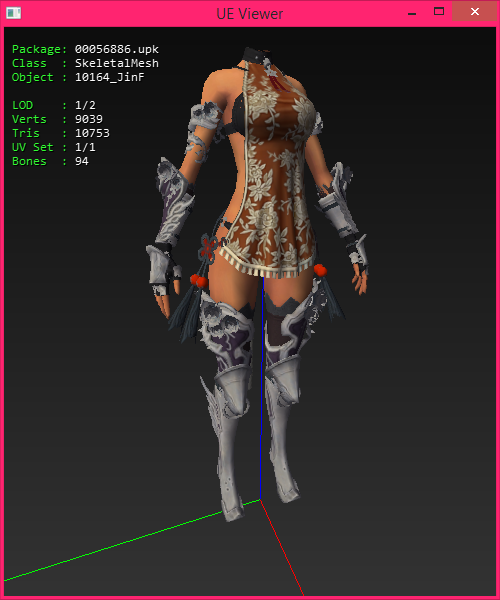 UE Viewer
Package: 00056886.upk
Class : SkeletalMesh
Object : 10164_JinF
LOD : 1/2
Verts : 9039
Tris : 10753
UV Set : 1/1
Bones : 94